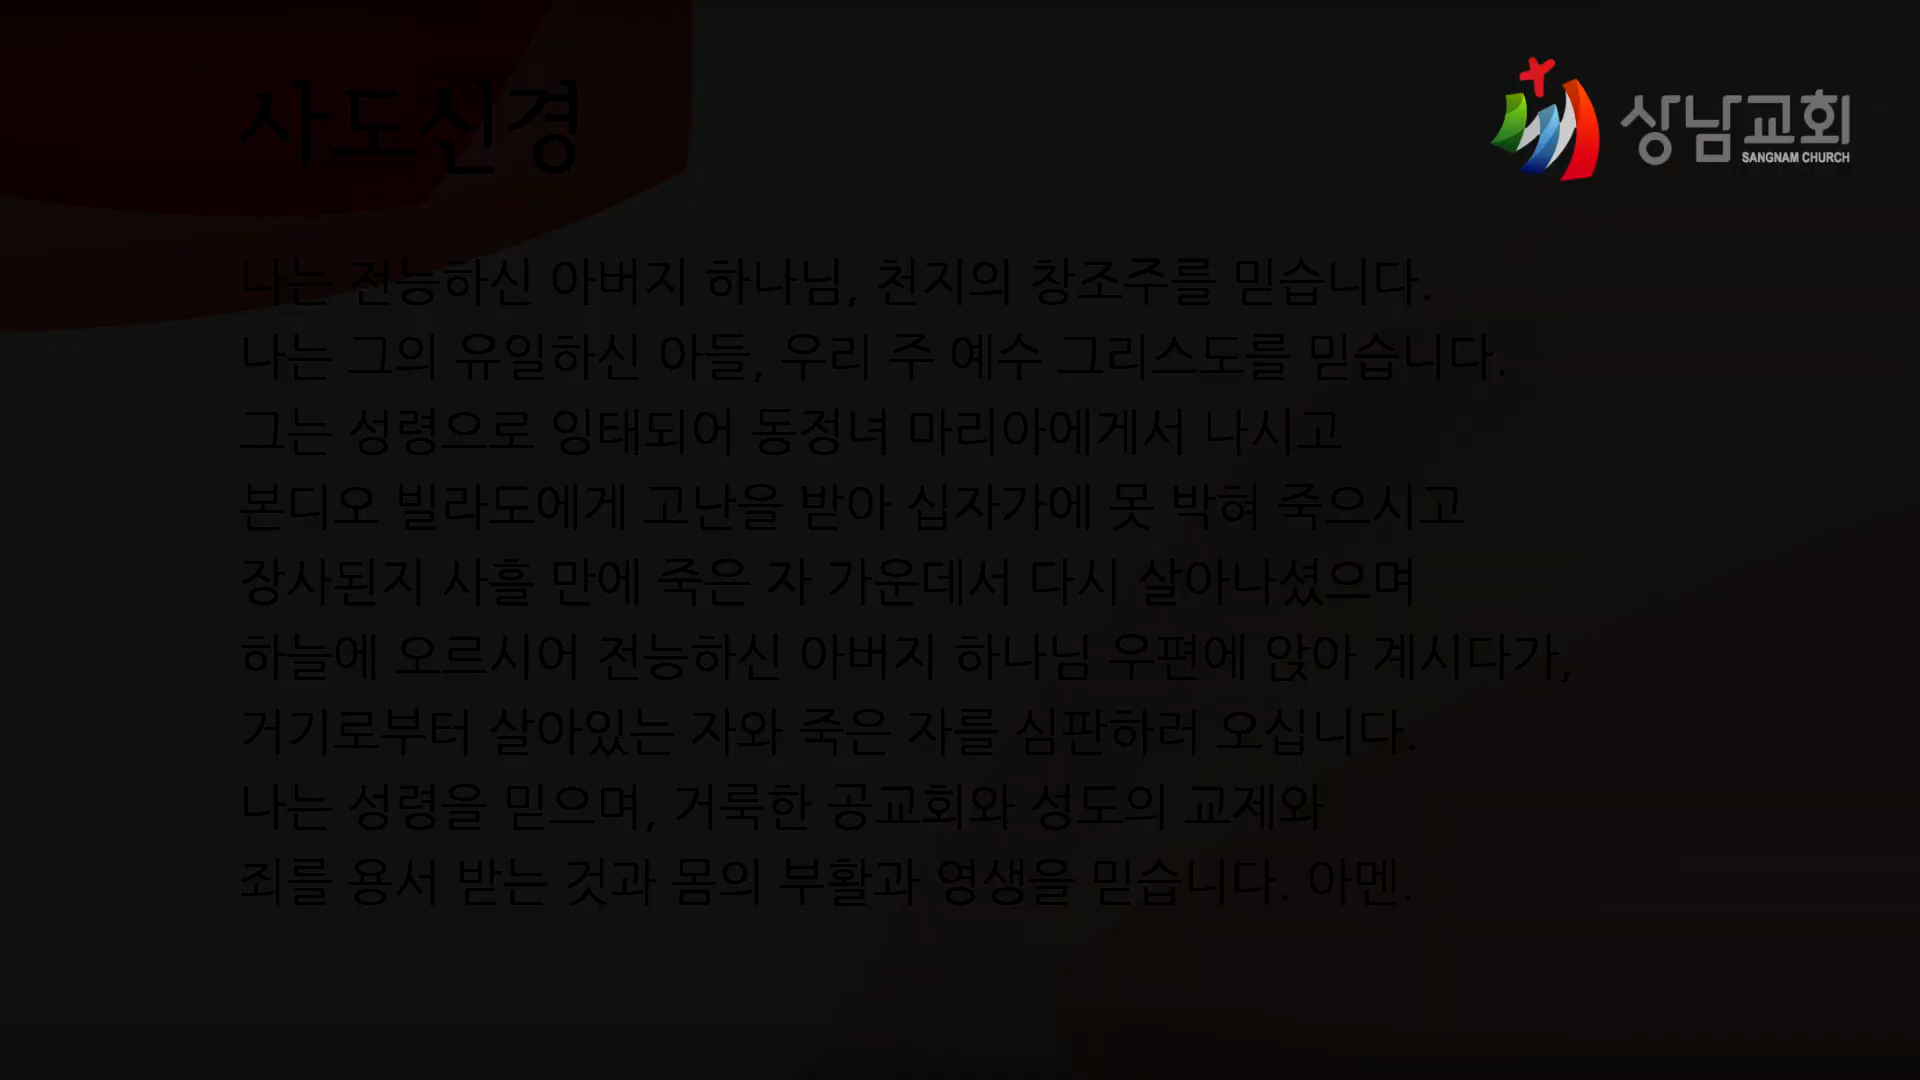 사도신경
상남교회
SANGNAM CHURCH
나는 전능하신 아버지 하나님, 천지의 창조주를 믿습니다.
나는 그의 유일하신 아들, 우리 주 예수 그리스도를 믿습니다.
그는 성령으로 잉태되어 동정녀 마리아에게서 나시고
본디오 빌라도에게 고난을 받아 십자가에 못 박혀 죽으시고
장사된지 사흘 만에 죽은 자 가운데서 다시 살아나셨으며
하늘에 오르시어 전능하신 아버지 하나님 우편에 앉아 계시다가,
거기로부터 살아있는 자와 죽은 자를 심판하러 오십니다.
나는 성령을 믿으며, 거룩한 공교회와 성도의 교제와
죄를 용서 받는 것과 몸의 부활과 영생을 믿습니다. 아멘.